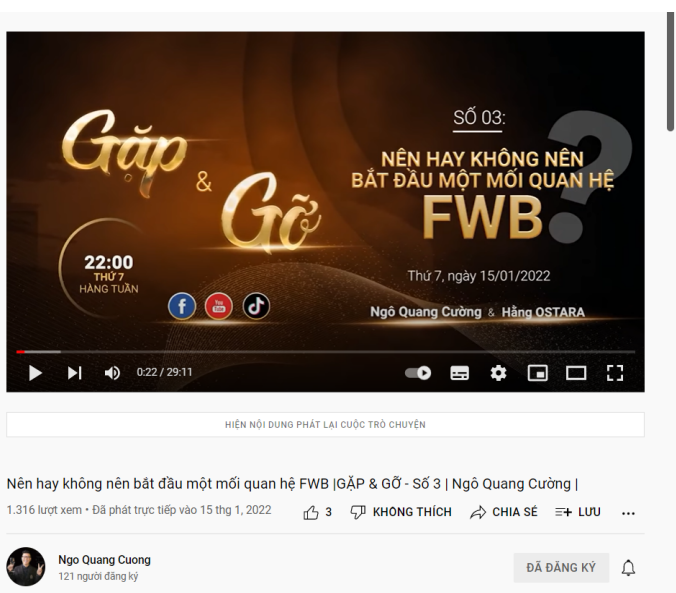 Gặp
&
Gỡ
SỐ 03:
NÊN HAY KHÔNG NÊN
BẮT ĐẦU MỘT MỐI QUAN HỆ
FWB
?
22:00
THỨ 7
HÀNG TUẦN
Thứ 7, ngày 15/01/2022
f
You
Tube
Ngô Quang Cường & Hằng OSTARA
0:22 / 29:11
HIỆN NỘI DUNG PHÁT LẠI CUỘC TRÒ CHUYỆN
Nên hay không nên bắt đầu một mối quan hệ FWB |GẶP & GỠ - Số 3 | Ngô Quang Cường |
1.316 lượt xem • Đã phát trực tiếp vào 15 thg 1, 2022
3 KHÔNG THÍCH CHIA SẺ LƯU ...
Ngo Quang Cuong
121 người đăng ký
ĐÃ ĐĂNG KÝ